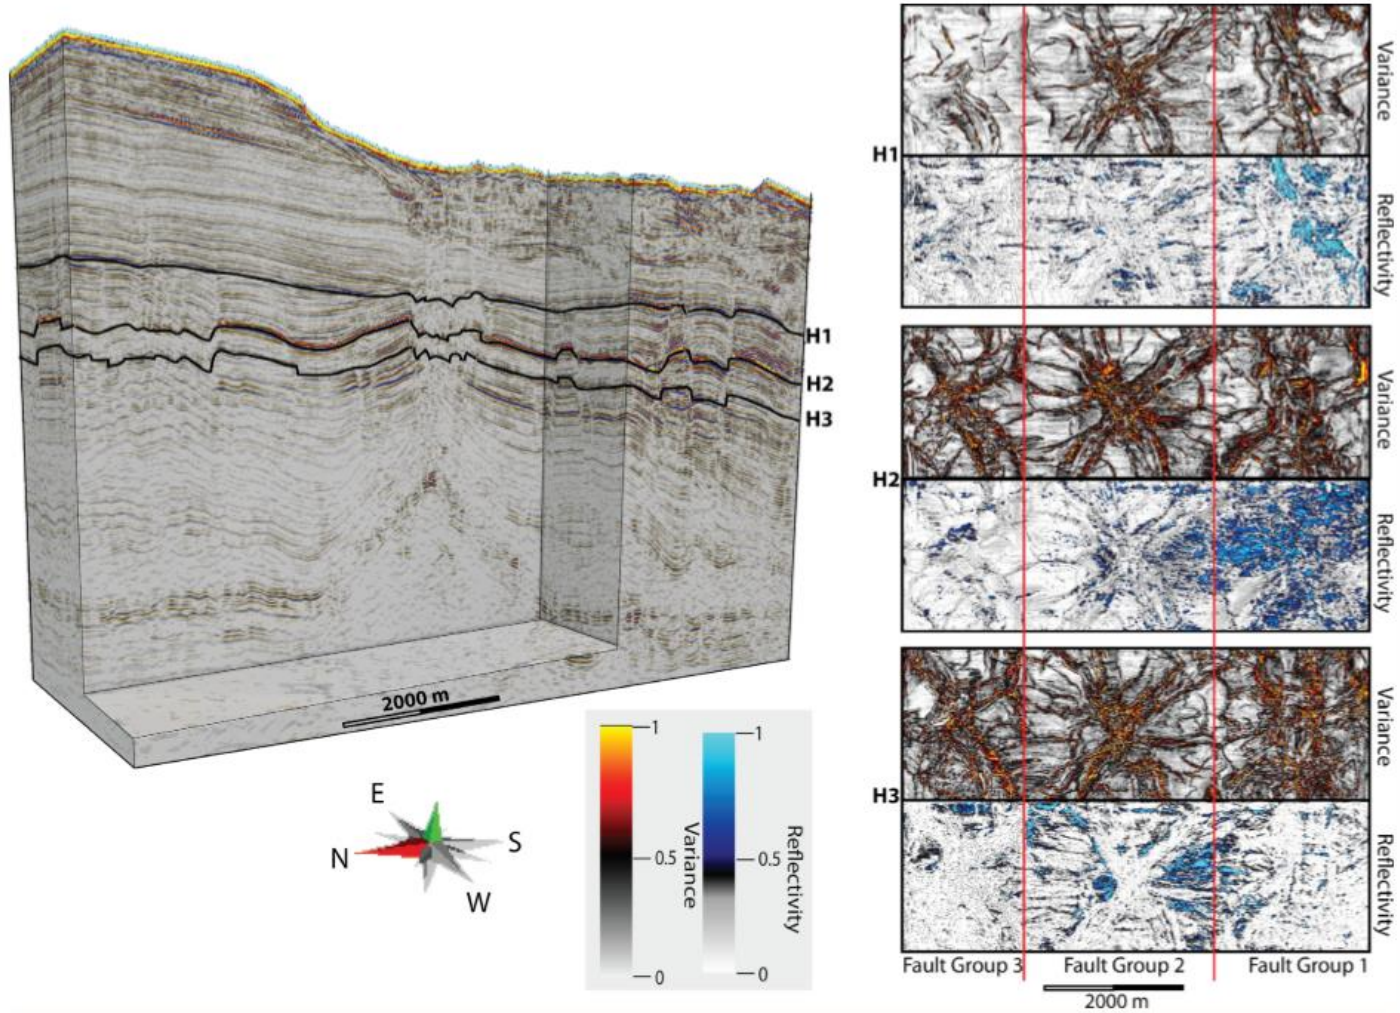 H1
H2
H3
2000 m
E
N
S
W
1
0.5
0
Variance
1
0.5
0
Reflectivity
H1
Variance
Reflectivity
H2
Variance
Reflectivity
H3
Variance
Reflectivity
Fault Group 3
Fault Group 2
Fault Group 1
2000 m